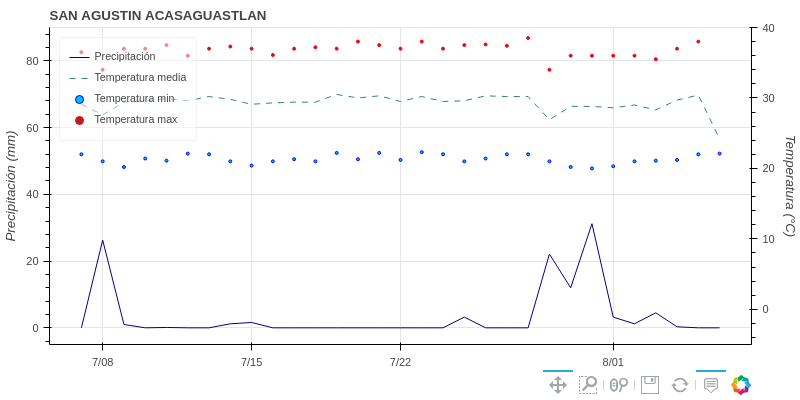 SAN AGUSTIN ACASAGUASTLAN
Precipitación
Temperatura media
Temperatura min
Temperatura max
Precipitación (mm)
80
60
40
20
0
Temperatura (°C)
40
30
20
10
0
7/08
7/15
7/22
8/01